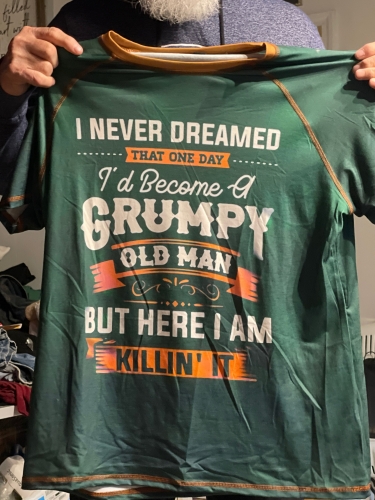 I NEVER DREAMED
THAT ONE DAY
I'd Become A
GRUMPY
OLD MAN
BUT HERE I AM
KILLIN' IT